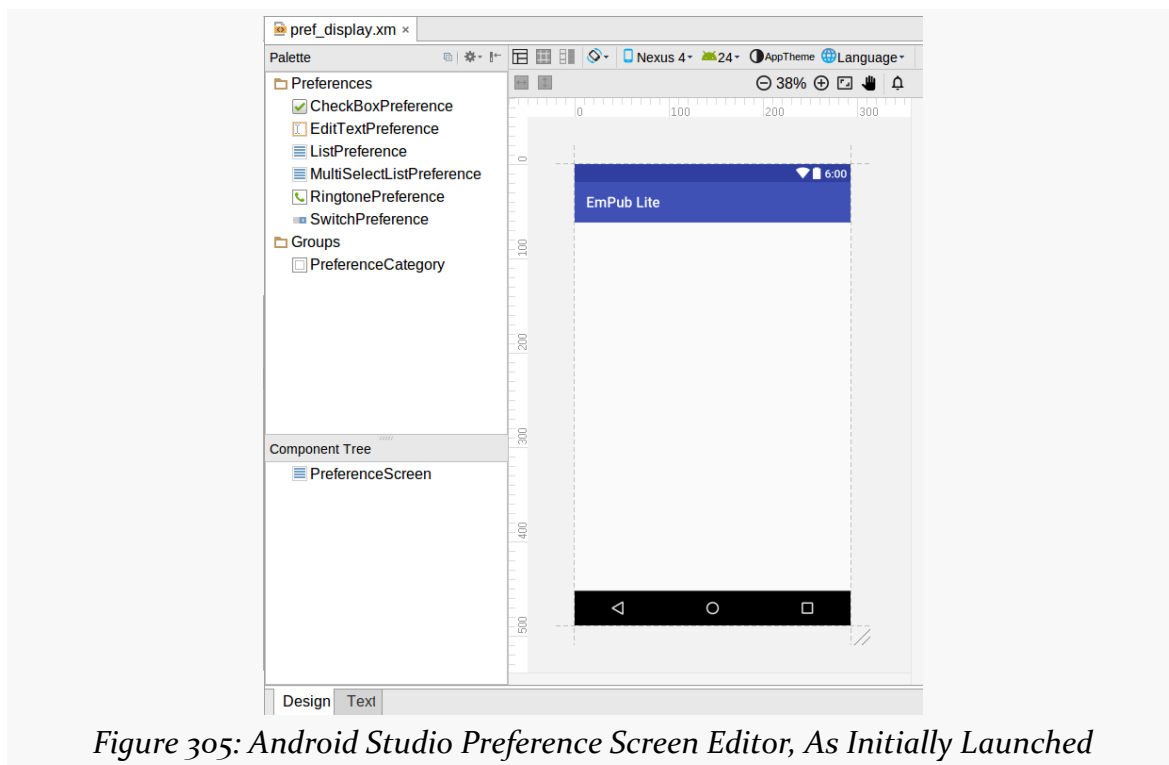 pref_display.xm ×
Palette
Nexus 4 24 AppTheme Language
Preferences
38%
CheckBoxPreference
0 100 200 300
EditTextPreference
ListPreference
0
MultiSelectListPreference
6:00
RingtonePreference
EmPub Lite
SwitchPreference
Groups
100
PreferenceCategory
200
300
Component Tree
PreferenceScreen
400
500
Design Text
Figure 305: Android Studio Preference Screen Editor, As Initially Launched